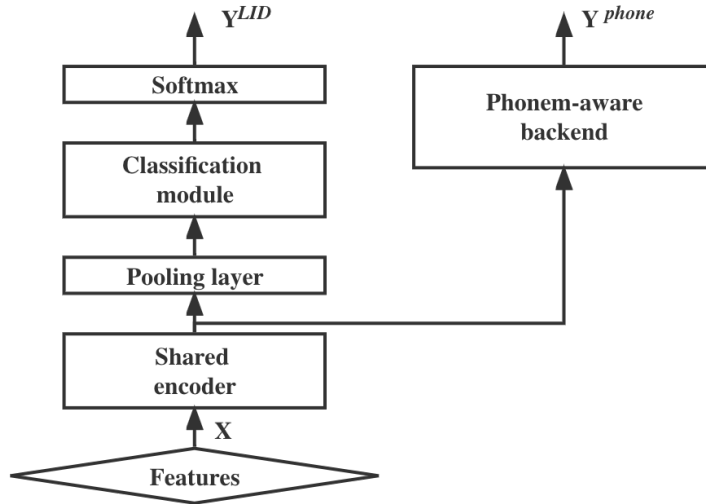 Y^LID
Softmax
Classification
module
Pooling layer
Shared
encoder
X
Features
Y ^phone
Phonem-aware
backend